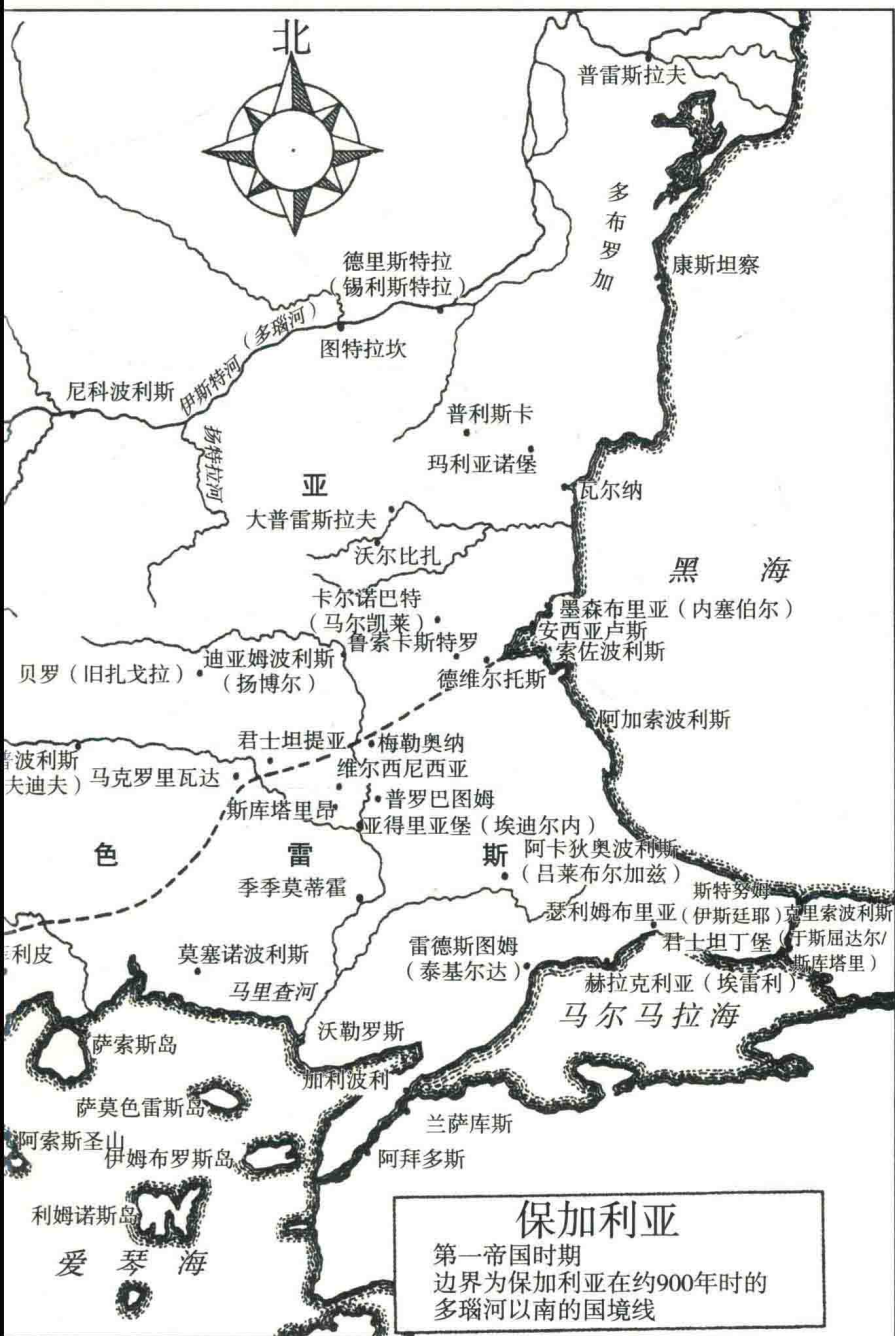 北
普雷斯拉夫
多布罗加
康斯坦察
德里斯特拉
（锡利斯特拉）
伊斯特河（多瑙河）
图特拉坎
尼科波利斯
扬特拉河
普利斯卡
玛利亚诺堡
亚
瓦尔纳
大普雷斯拉夫
沃尔比扎
黑海
卡尔诺巴特
（马尔凯莱）
墨森布里亚（内塞伯尔）
安西亚卢斯
鲁索卡斯特罗
索佐波利斯
贝罗（旧扎戈拉）
迪亚姆波利斯
（扬博尔）
德维尔托斯
阿加索波利斯
君士坦提亚
梅勒奥纳
普波利斯
夫迪夫）
马克罗里瓦达
维尔西尼西亚
斯库塔里昂
普罗巴图姆
亚得里亚堡（埃迪尔内）
色雷斯
阿卡狄奥波利斯
（吕莱布尔加兹）
季季莫蒂霍
斯特努姆
（伊斯廷耶）
瑟利姆布里亚
克里索波利斯
（于斯屈达尔/
斯库塔里）
君士坦丁堡
利皮
莫塞诺波利斯
雷德斯图姆
（泰基尔达）
赫拉克利亚（埃雷利）
马里查河
马尔马拉海
沃勒罗斯
萨索斯岛
加利波利
萨莫色雷斯岛
兰萨库斯
阿索斯圣山
伊姆布罗斯岛
阿拜多斯
利姆诺斯岛
爱琴海
保加利亚
第一帝国时期
边界为保加利亚在约900年时的
多瑙河以南的国境线